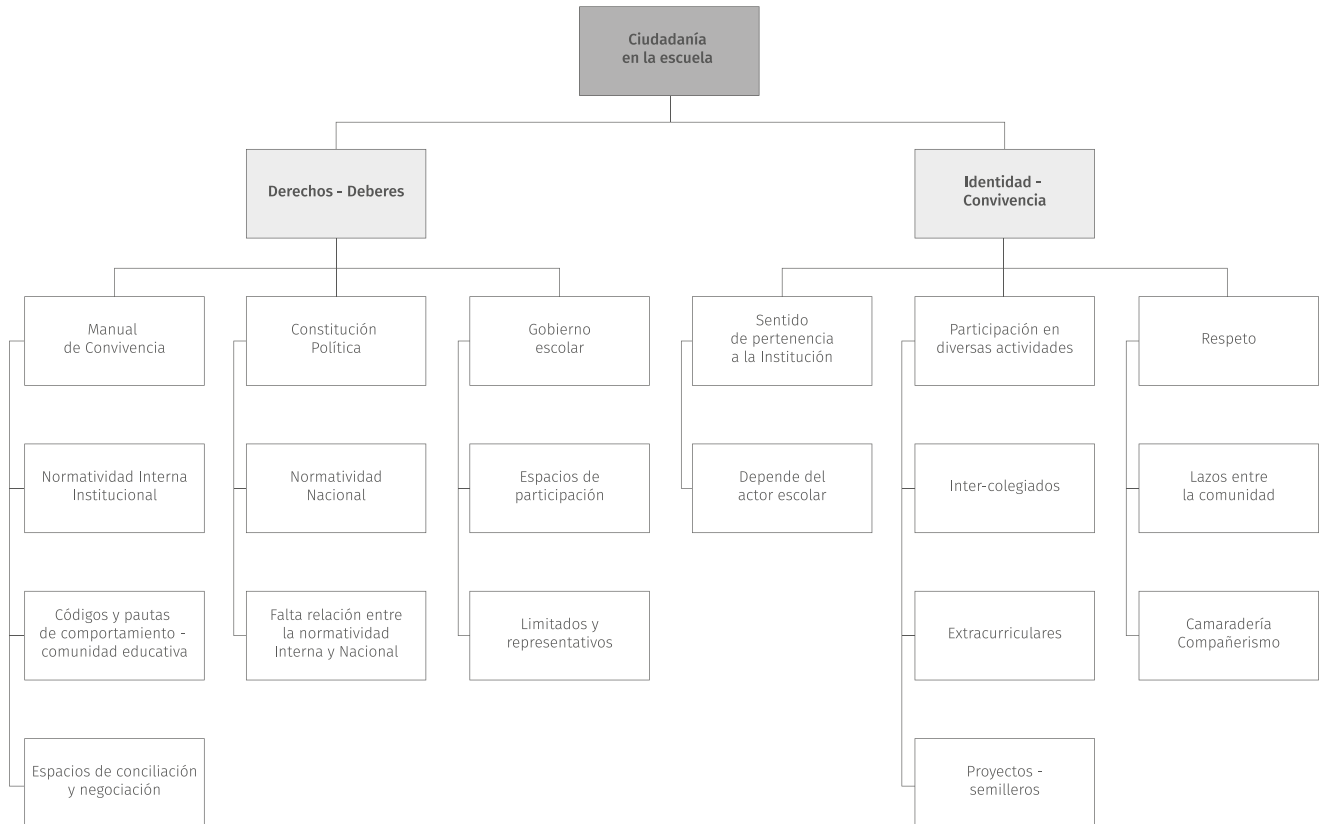 Ciudadanía
en la escuela
Derechos - Deberes
Identidad -
Convivencia
Manual
de Convivencia
Constitución
Política
Gobierno
escolar
Sentido
de pertenencia
a la Institución
Participación en
diversas actividades
Respeto
Normatividad Interna
Institucional
Normatividad
Nacional
Espacios de
participación
Depende del
actor escolar
Inter-colegiados
Lazos entre
la comunidad
Códigos y pautas
de comportamiento -
comunidad educativa
Falta relación entre
la normatividad
Interna y Nacional
Limitados y
representativos
Extracurriculares
Camaradería
Compañerismo
Espacios de conciliación
y negociación
Proyectos -
semilleros